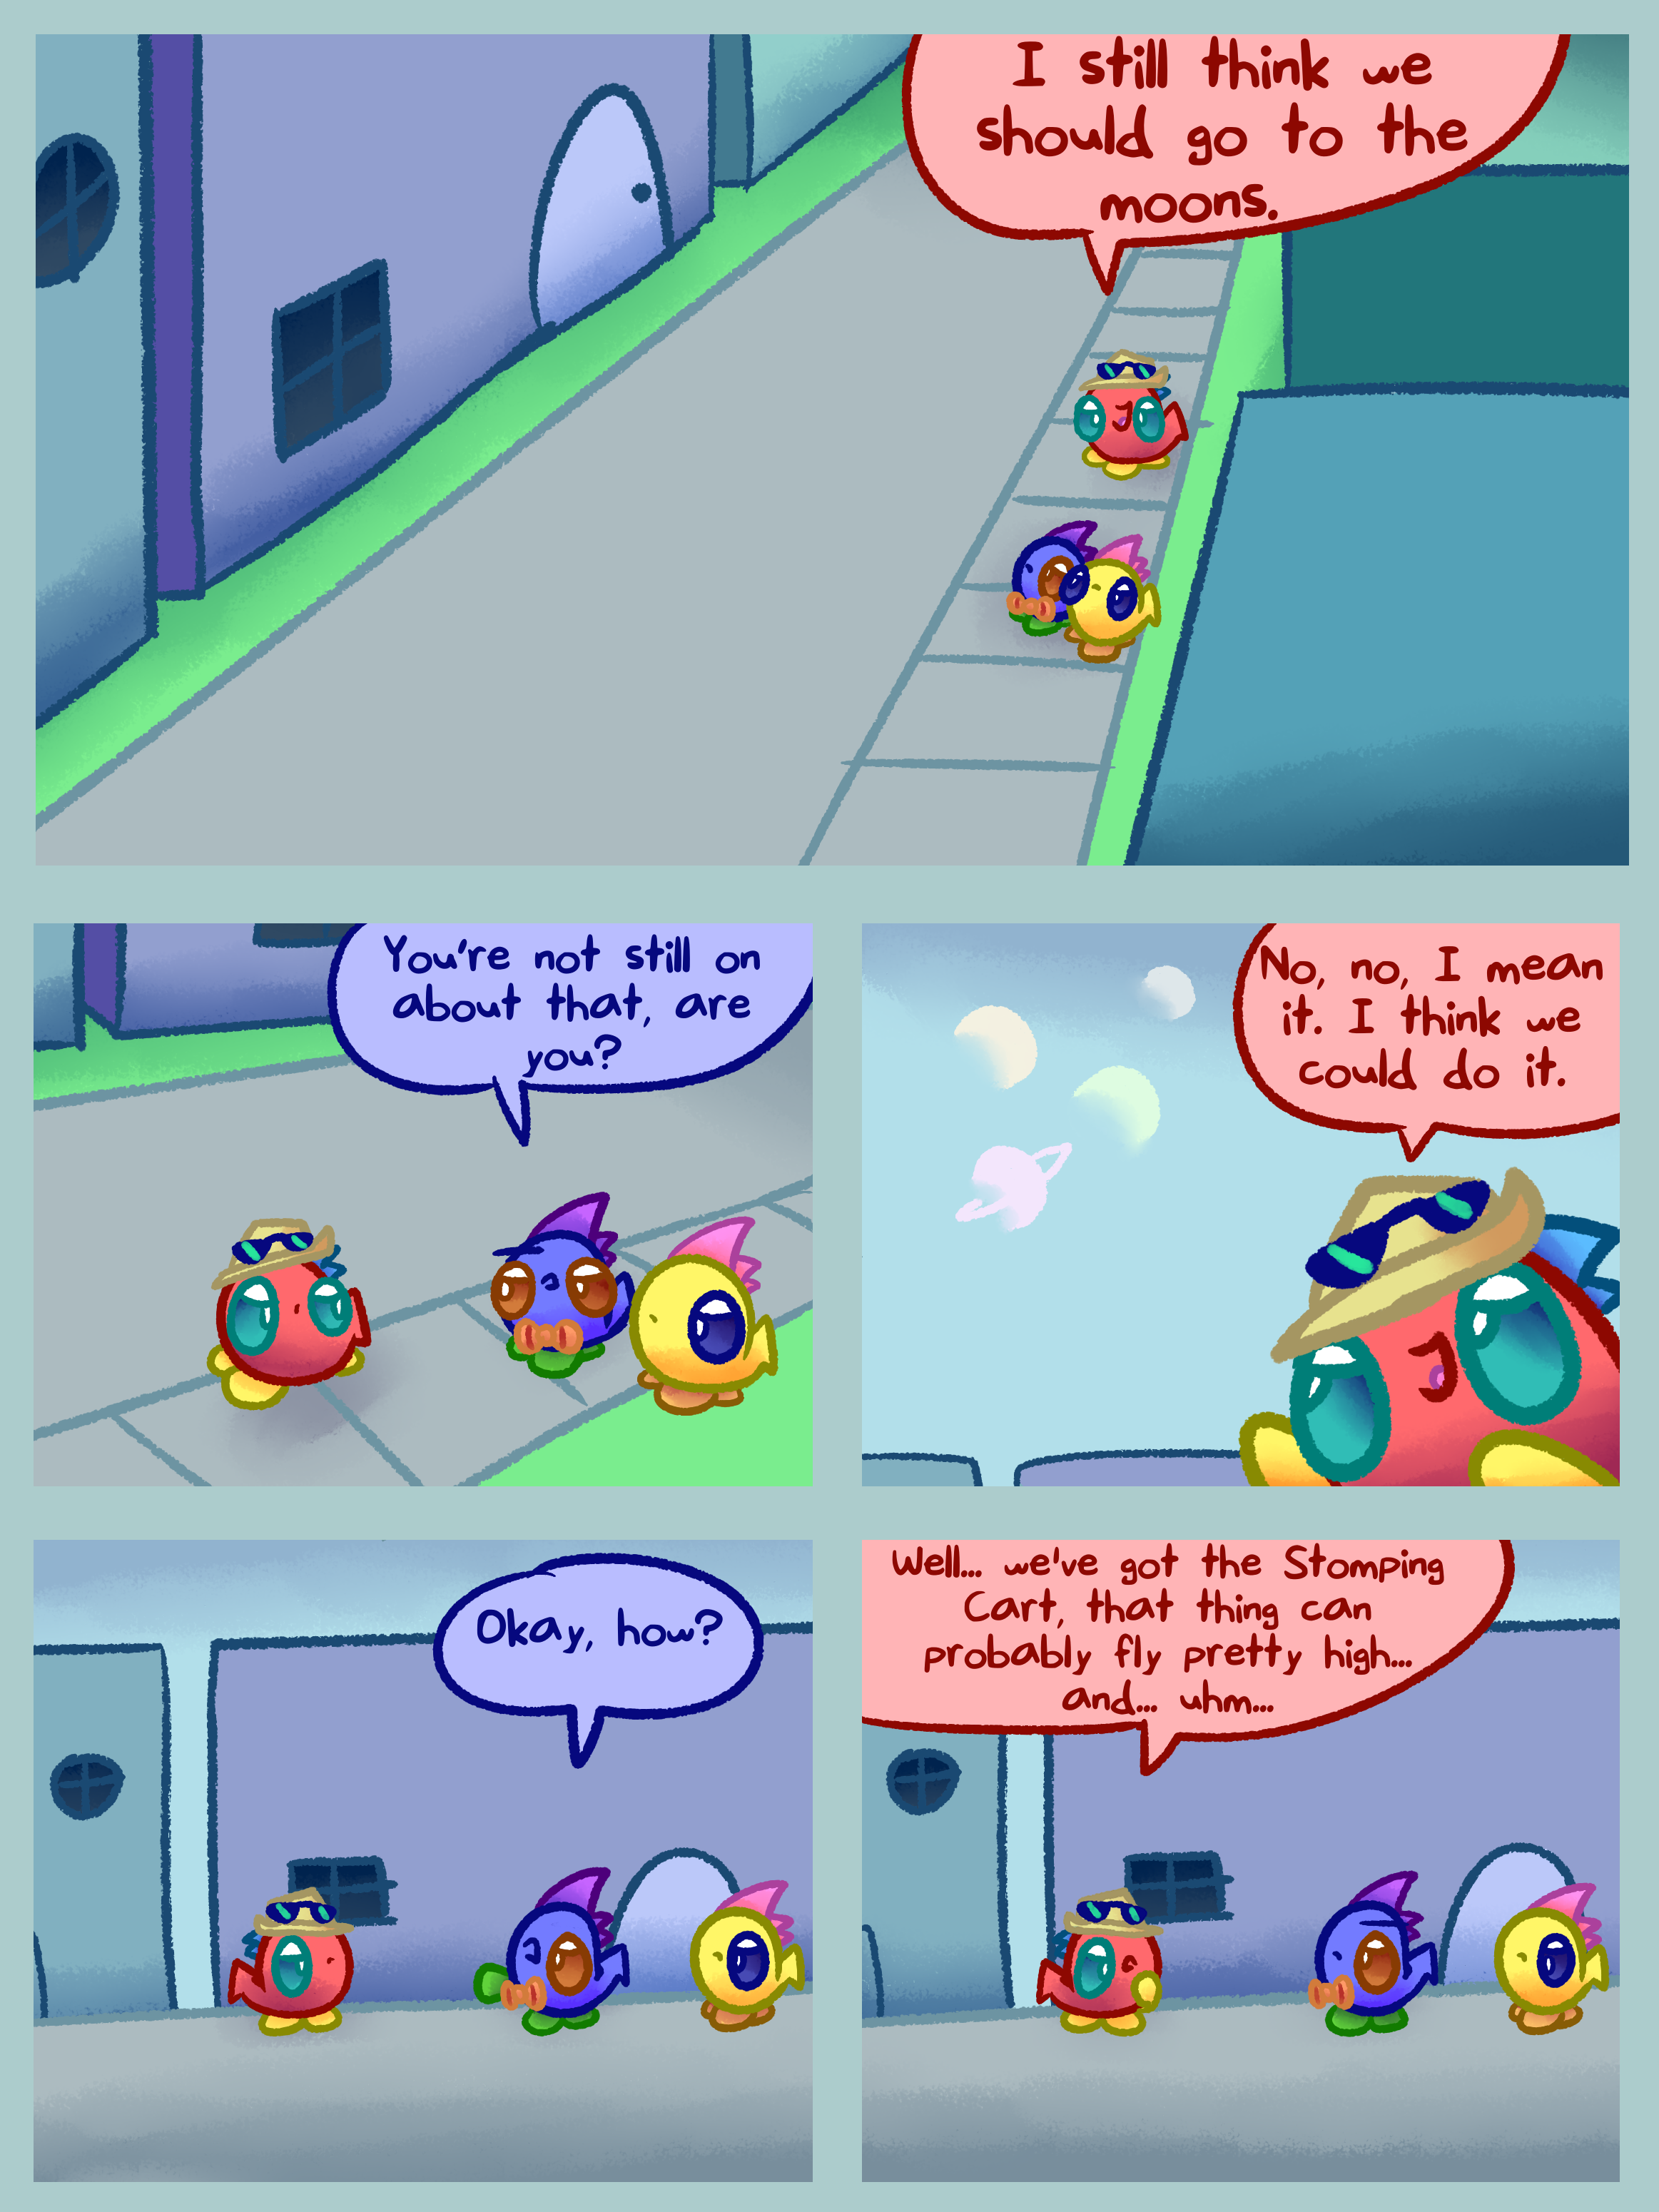 I still think we
should go to the
moons.
You're not still on
about that, are
you?
No, no, I mean
it. I think we
could do it.
Okay, how?
Well... we've got the Stomping
Cart, that thing can
probably fly pretty high...
and... uhm...